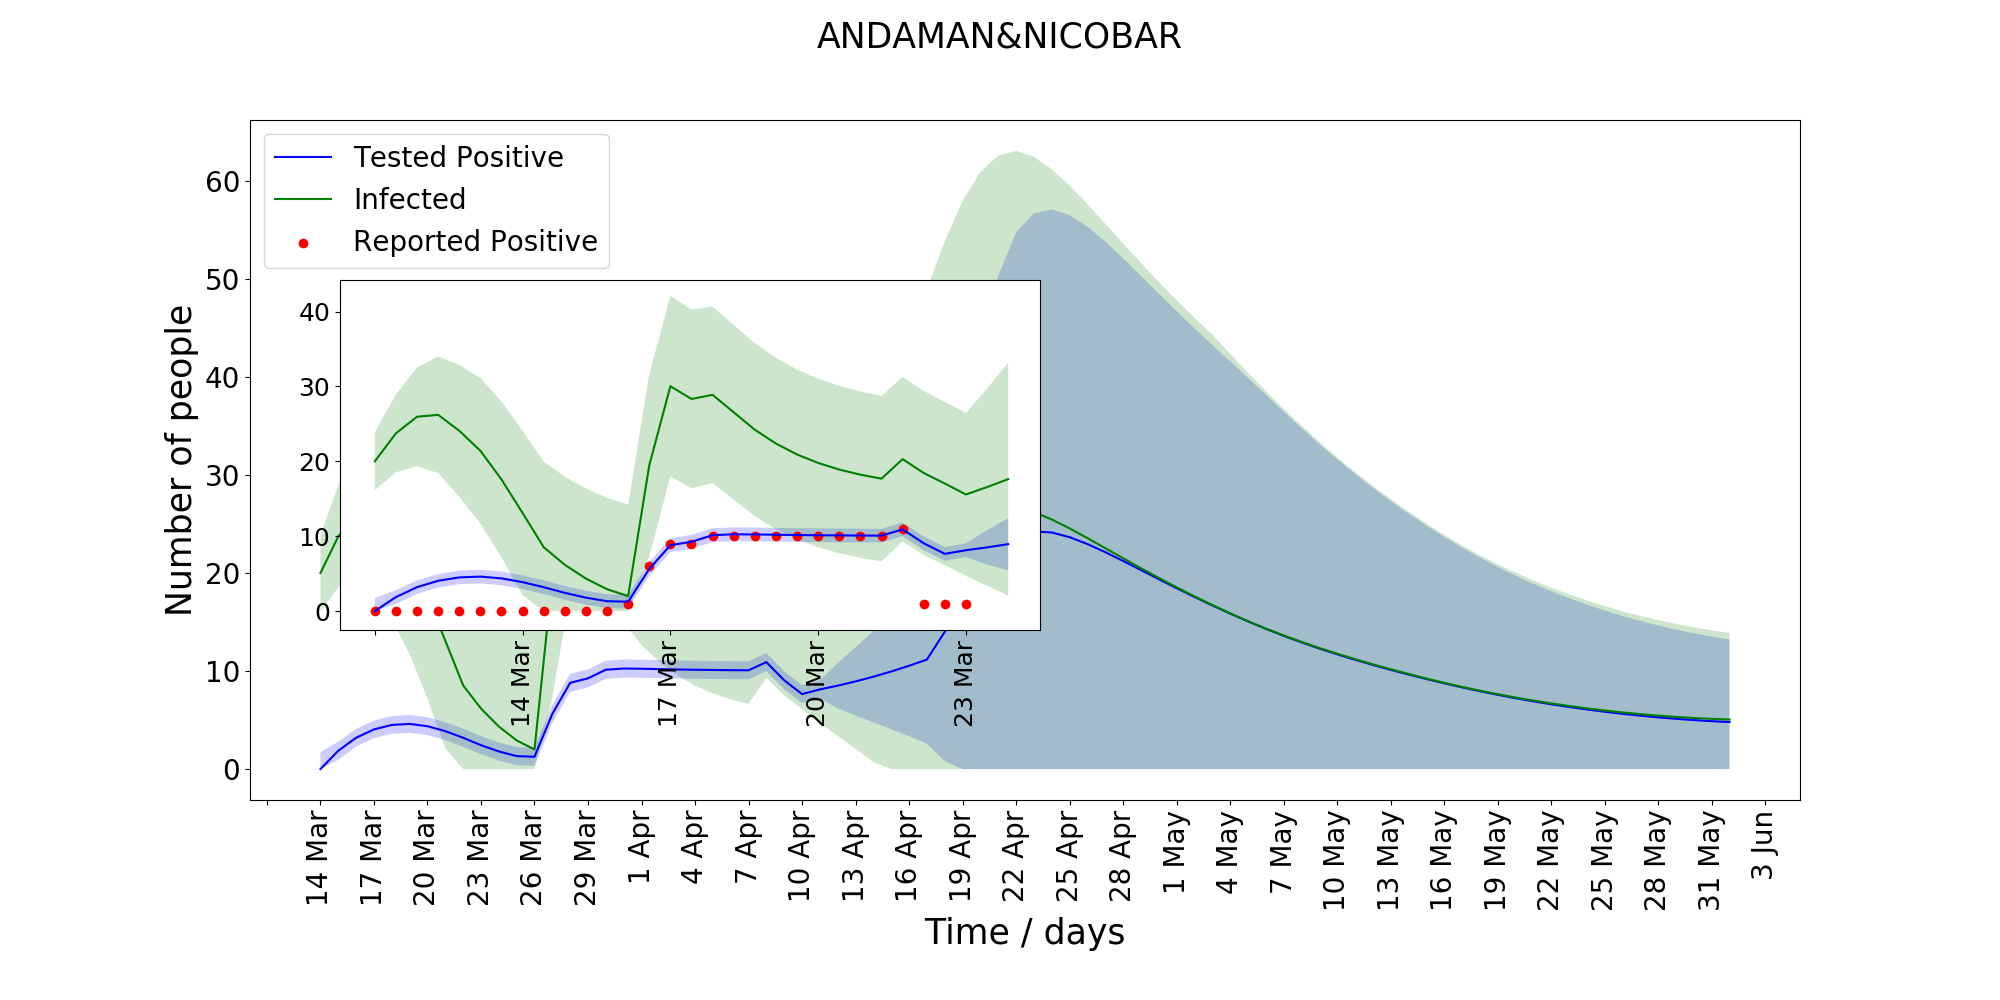 ANDAMAN&NICOBAR
Tested Positive
Infected
Reported Positive
Number of people
60
50
40
30
20
10
0
40
30
20
10
0
14 Mar
17 Mar
20 Mar
23 Mar
14 Mar
17 Mar
20 Mar
23 Mar
26 Mar
29 Mar
1 Apr
4 Apr
7 Apr
10 Apr
13 Apr
16 Apr
19 Apr
22 Apr
25 Apr
28 Apr
1 May
4 May
7 May
10 May
13 May
16 May
19 May
22 May
25 May
28 May
31 May
3 Jun
Time / days